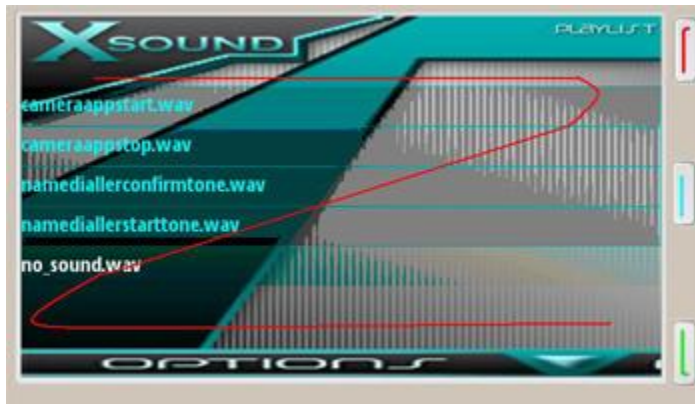 XSOUND
PLAYLIST
cameraappstart.wav
cameraappstop.wav
namediallerconfirmtone.wav
namediallerstarttone.wav
no_sound.wav
OPTIONS